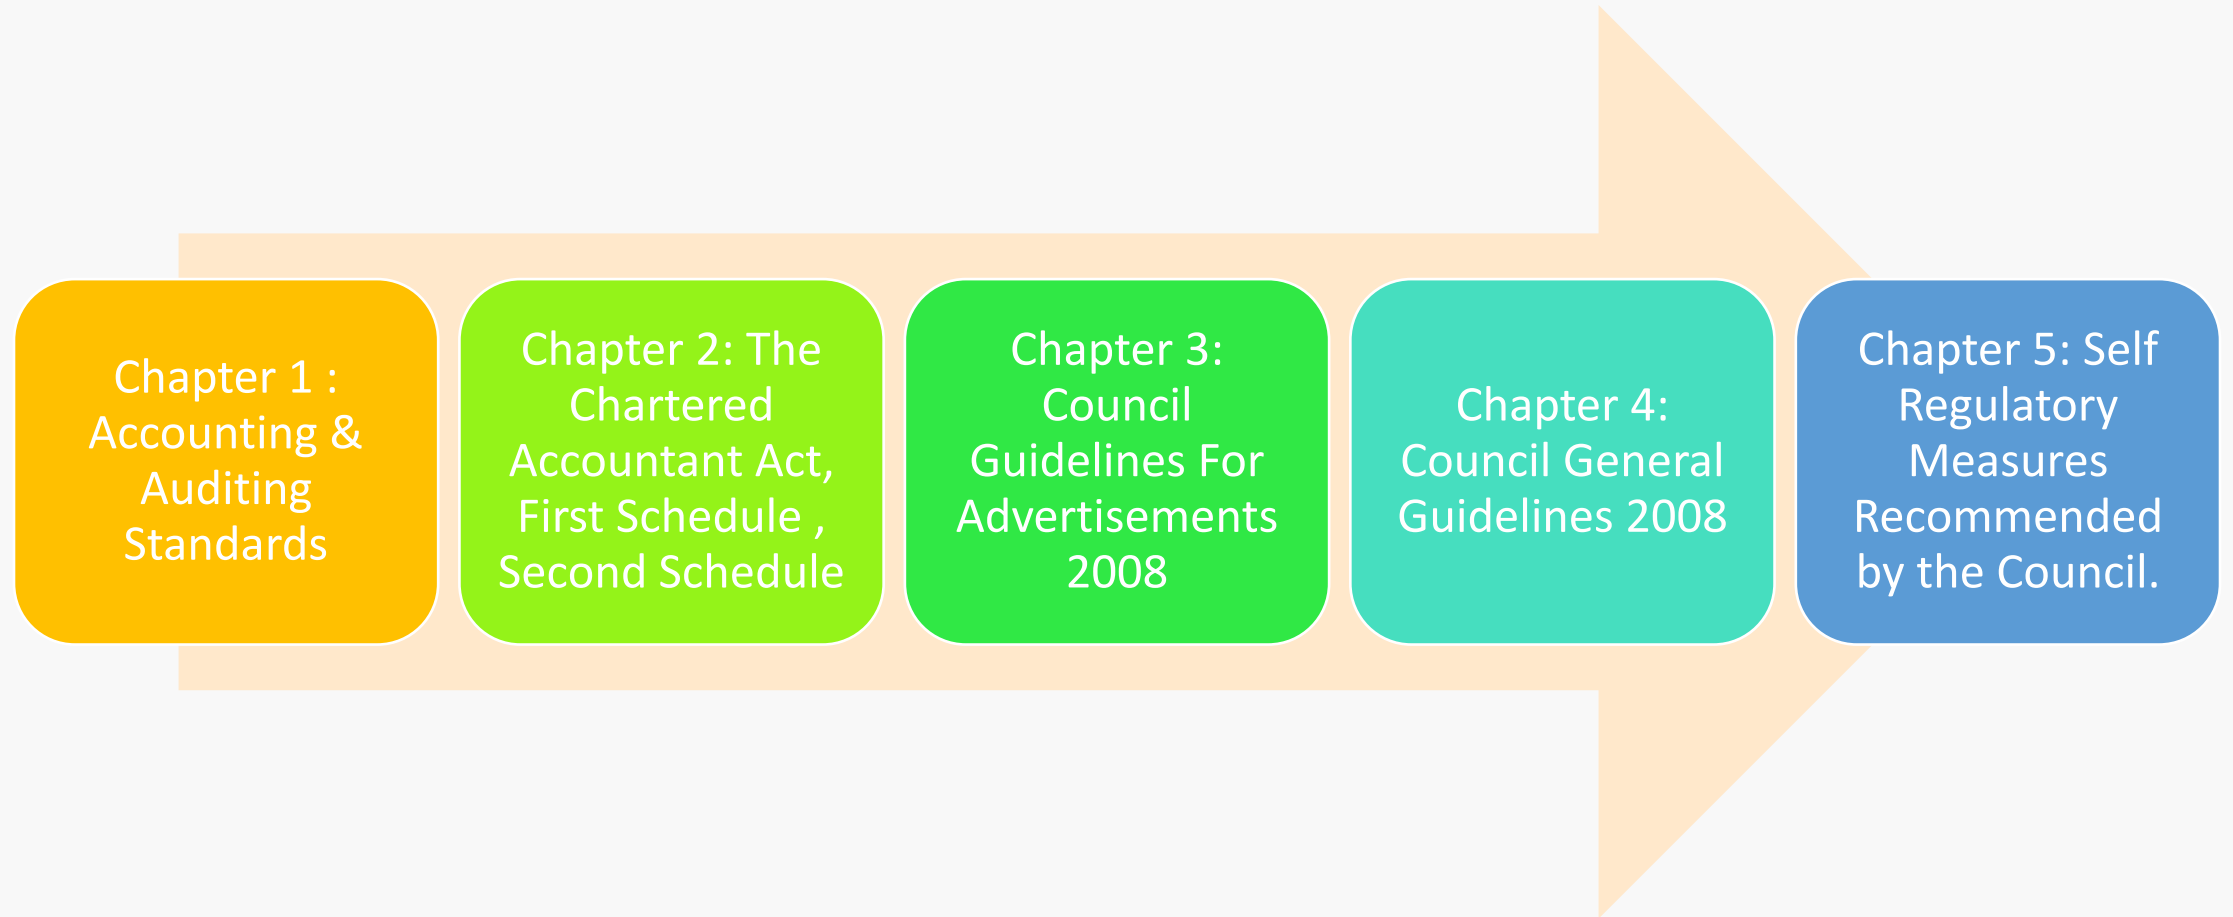 Chapter 1 :
Accounting &
Auditing
Standards
Chapter 2: The
Chartered
Accountant Act,
First Schedule ,
Second Schedule
Chapter 3:
Council
Guidelines For
Advertisements
2008
Chapter 4:
Council General
Guidelines 2008
Chapter 5: Self
Regulatory
Measures
Recommended
by the Council.